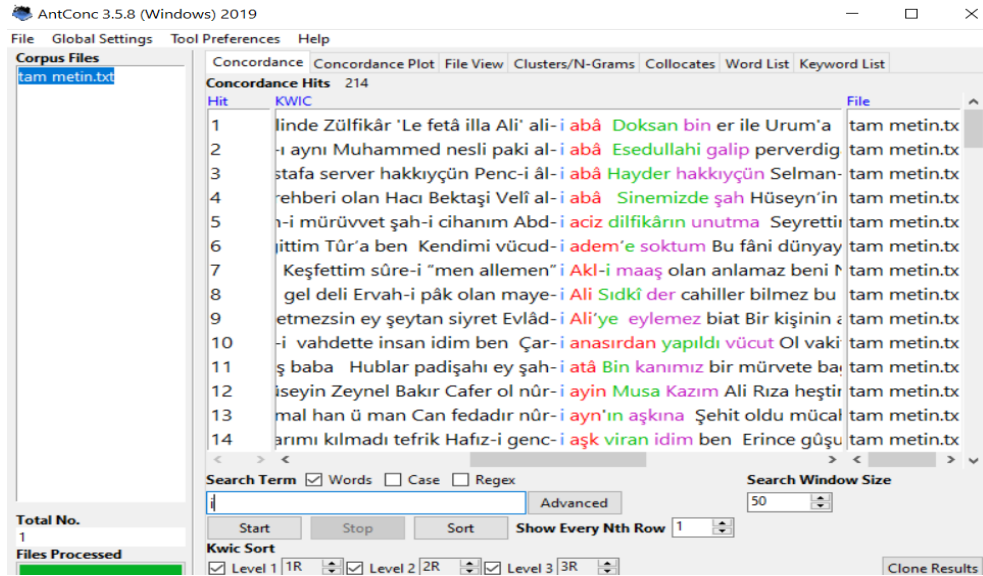 AntConc 3.5.8 (Windows) 2019
File Global Settings Tool Preferences Help
Corpus Files
tam metin.txt
Concordance Concordance Plot File View Clusters/N-Grams Collocates Word List Keyword List
Concordance Hits 214
Hit KWIC File
1 linde Zülfikâr 'Le fetâ illa Ali' ali-i abâ Doksan bin er ile Urum'a tam metin.tx
2 -ı aynı Muhammed nesli paki al-i abâ Esedullahi galip perverdig tam metin.tx
3 stafa server hakkıyçün Penc-i âl-i abâ Hayder hakkıyçün Selman- tam metin.tx
4 rehberi olan Hacı Bektaşi Velî al-i abâ Sinemizde şah Hüseyn’in tam metin.tx
5 ı-i mürüvvet şah-i cihanım Abd-i aciz dilfikârın unutma Seyrettii tam metin.tx
6 gittim Tûr'a ben Kendimi vücud-i adem’e soktum Bu fâni dünyay tam metin.tx
7 Keşfettim sûre-i “men allemen” i Akl-i maaş olan anlamaz beni N tam metin.tx
8 gel deli Ervah-i pâk olan maye-i Ali Sıdkî der cahiller bilmez bu tam metin.tx
9 etmezsin ey şeytan siyret Evlâd-i Ali’ye eylemez biat Bir kişinin a tam metin.tx
10 -i vahdette insan idim ben Çar-i anasırdan yapıldı vücut Ol vaki tam metin.tx
11 ş baba Hublar padişahı ey şah-i atâ Bin kanımız bir mürvete ba tam metin.tx
12 üseyin Zeynel Bakır Cafer ol nûr-i ayin Musa Kazım Ali Rıza heştir tam metin.tx
13 mal han ü man Can fedadır nûr-i ayn'ın aşkına Şehit oldu mücal tam metin.tx
14 arımı kılmadı tefrik Hafız-i genc-i aşk viran idim ben Erince gûşu tam metin.tx
Search Term Words Case Regex Search Window Size
i Advanced 50
Total No.
1
Start Stop Sort Show Every Nth Row 1
Files Processed
Kwic Sort
Level 1 1R Level 2 2R Level 3 3R Clone Results